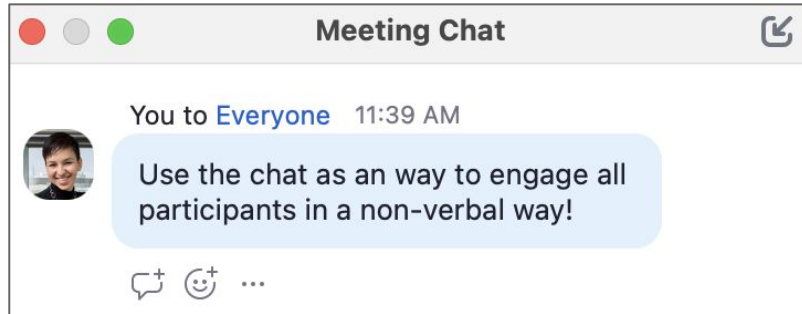 Meeting Chat
You to Everyone 11:39 AM
Use the chat as an way to engage all
participants in a non-verbal way!